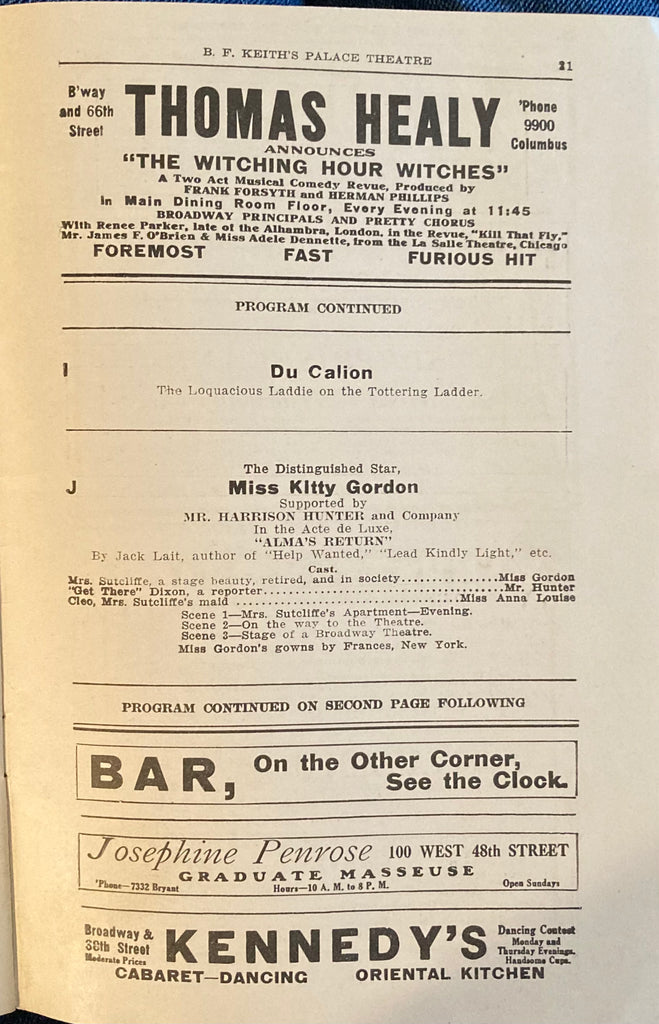 B. F. KEITH'S PALACE THEATRE 21
B'way and 66th Street
THOMAS HEALY
'Phone 9900 Columbus
ANNOUNCES
"THE WITCHING HOUR WITCHES"
A Two Act Musical Comedy Revue, Produced by
FRANK FORSYTH and HERMAN PHILLIPS
In Main Dining Room Floor, Every Evening at 11:45
BROADWAY PRINCIPALS AND PRETTY CHORUS
With Renee Parker, late of the Alhambra, London, in the Revue, "Kill That Fly,"
Mr. James F. O'Brien & Miss Adele Dennette, from the La Salle Theatre, Chicago
FOREMOST FAST FURIOUS HIT
PROGRAM CONTINUED
I Du Calion
The Loquacious Laddie on the Tottering Ladder.
The Distinguished Star,
J Miss Kitty Gordon
Supported by
MR. HARRISON HUNTER and Company
In the Acte de Luxe,
"ALMA'S RETURN"
By Jack Lait, author of "Help Wanted," "Lead Kindly Light," etc.
Cast.
Mrs. Sutcliffe, a stage beauty, retired, and in society...............Miss Gordon
"Get There" Dixon, a reporter.....................................Mr. Hunter
Cleo, Mrs. Sutcliffe's maid ..................................Miss Anna Louise
Scene 1—Mrs. Sutcliffe's Apartment—Evening.
Scene 2—On the way to the Theatre.
Scene 3—Stage of a Broadway Theatre.
Miss Gordon's gowns by Frances, New York.
PROGRAM CONTINUED ON SECOND PAGE FOLLOWING
BAR, On the Other Corner,
See the Clock.
Josephine Penrose 100 WEST 48th STREET
GRADUATE MASSEUSE
'Phone—7332 Bryant Hours—10 A. M. to 8 P. M. Open Sundays
Broadway & 38th Street
Moderate Prices
KENNEDY'S
Dancing Contest
Monday and
Thursday Evenings.
Handsome Cups.
CABARET—DANCING ORIENTAL KITCHEN